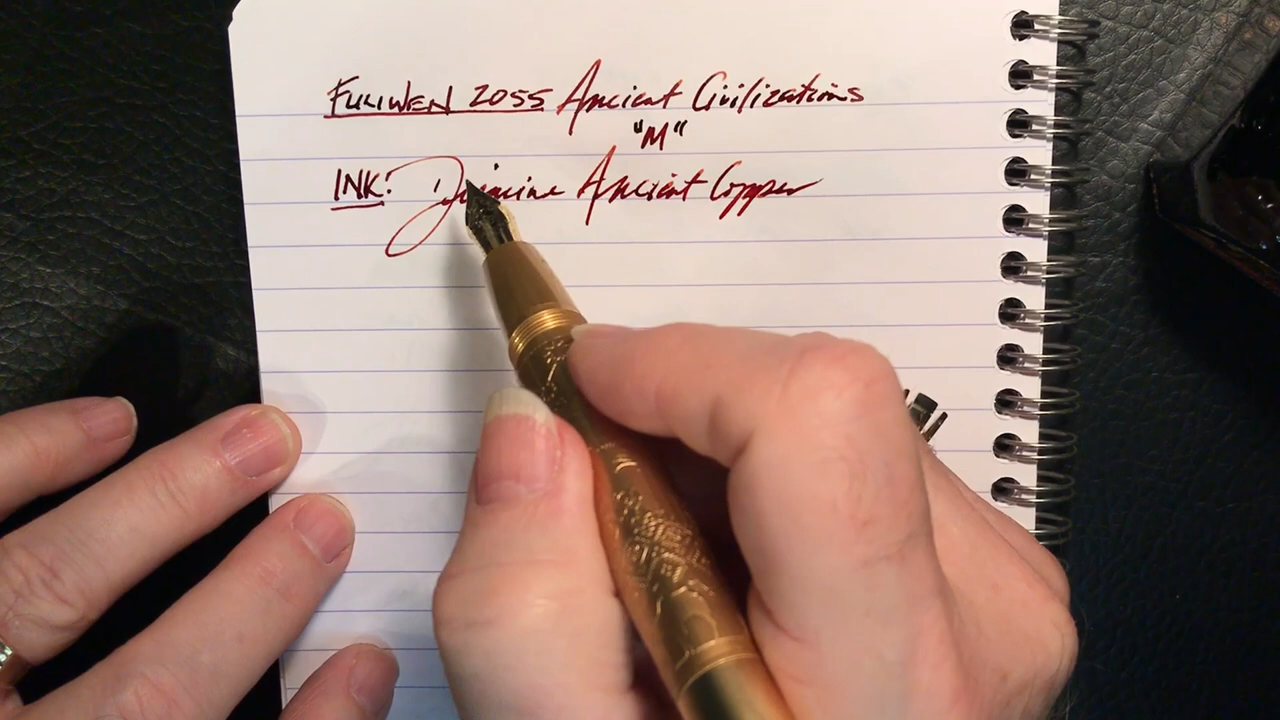 FULIWEN 2055 Ancient Civilizations
"M"
INK: Diamine Ancient Copper